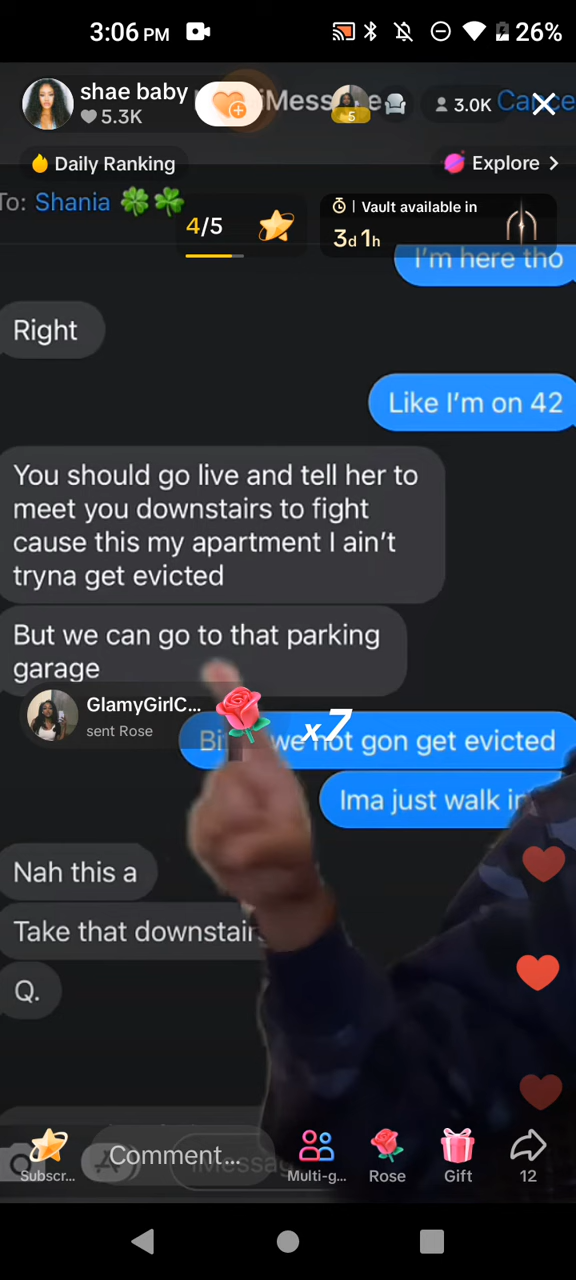 3:06 PM
26%
shae baby
5.3K
iMess e
3.0K
Cance
Daily Ranking
Explore >
To: Shania
4/5
Vault available in
3d 1h
5
I'm here tho
Right
Like I'm on 42
You should go live and tell her to
meet you downstairs to fight
cause this my apartment I ain't
tryna get evicted
But we can go to that parking
garage
GlamyGirlC...
sent Rose
x7
we not gon get evicted
Ima just walk in
Nah this a
Take that downstair
Q.
Comment...
Subscr...
Multi-g...
Rose
Gift
12